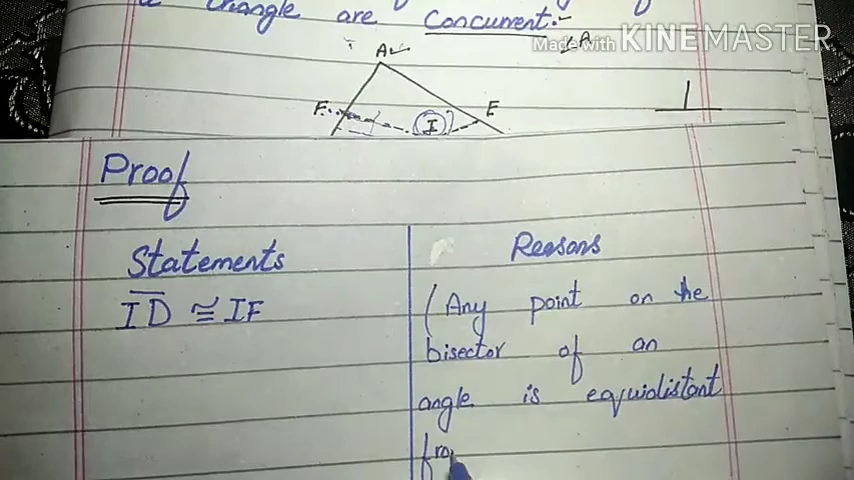 triangle are Concurrent:-
Made with KINEMASTER
∠A
A
F
E
I
Proof
Statements
Reasons
ID ≅ IF
(Any point on the
bisector of an
angle is equidistant
fro